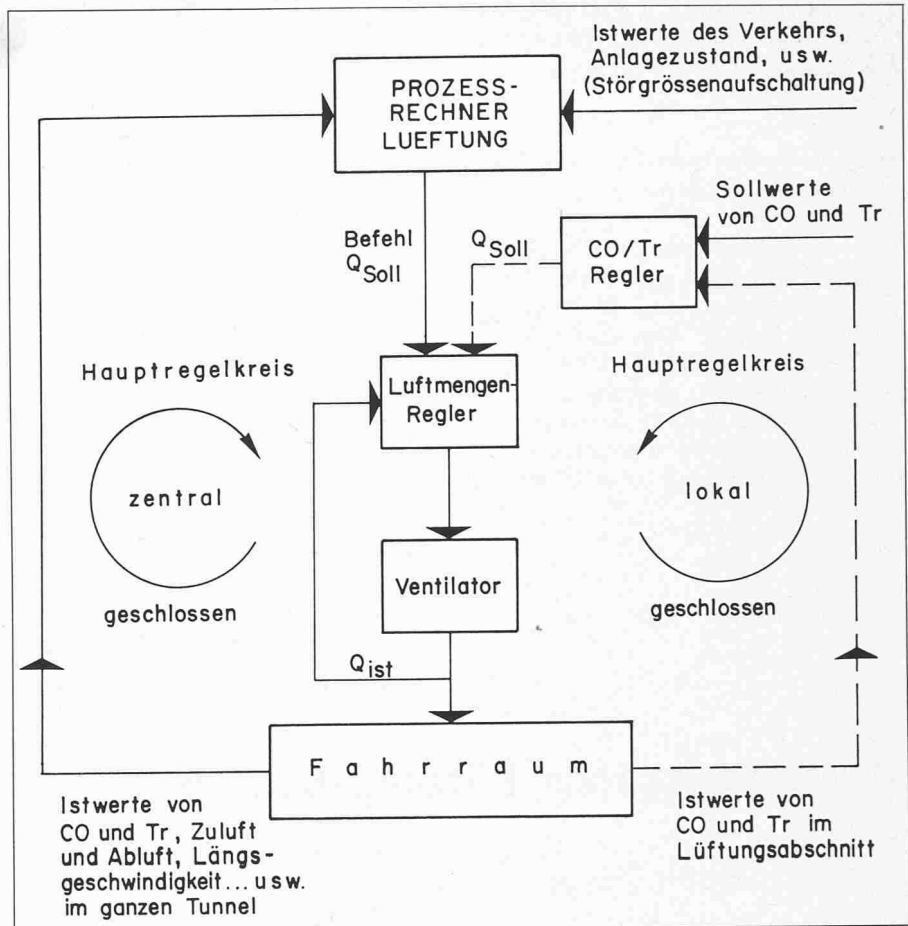 Istwerte des Verkehrs,
Anlagezustand, usw.
(Störgrössenaufschaltung)
PROZESS-
RECHNER
LUEFTUNG
Sollwerte
von CO und Tr
Befehl
QSoll
QSoll
CO/Tr
Regler
Hauptregelkreis
Luftmengen-
Regler
Hauptregelkreis
zentral
lokal
Ventilator
geschlossen
geschlossen
Qist
Fahrraum
Istwerte von
CO und Tr, Zuluft
und Abluft, Längs-
geschwindigkeit... usw.
im ganzen Tunnel
Istwerte von
CO und Tr im
Lüftungsabschnitt